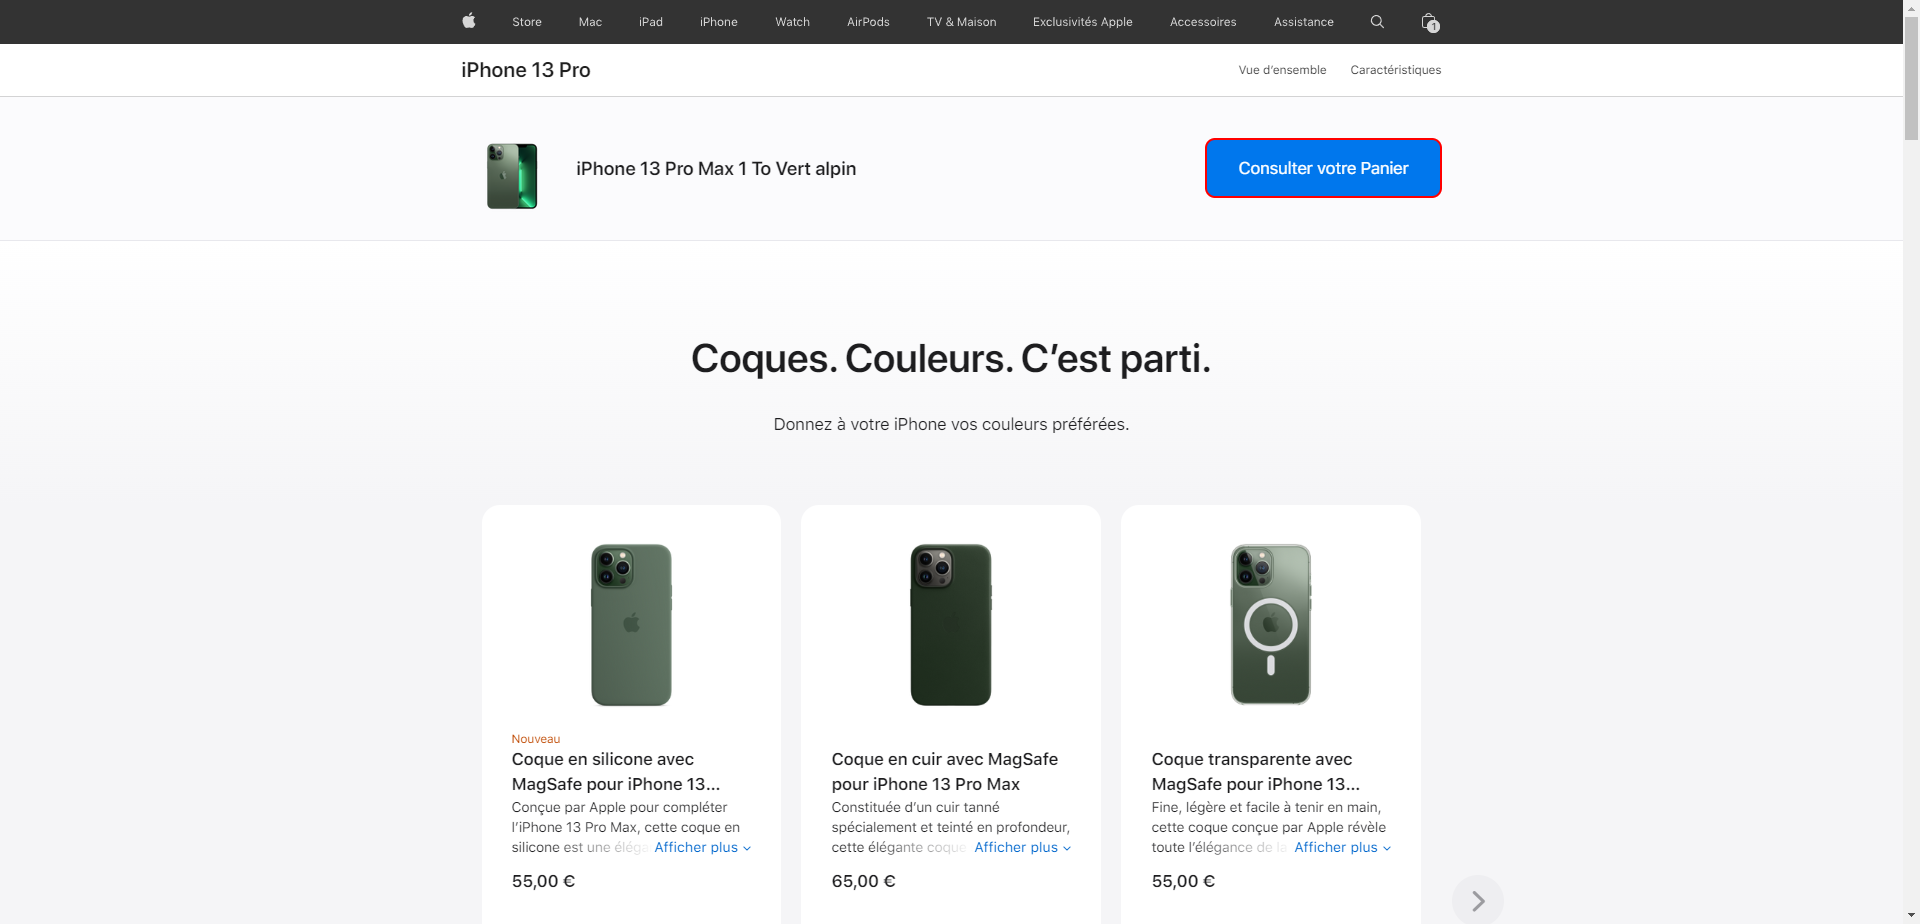 Store Mac iPad iPhone Watch AirPods TV & Maison Exclusivités Apple Accessoires Assistance 1
iPhone 13 Pro
Vue d’ensemble Caractéristiques
iPhone 13 Pro Max 1 To Vert alpin
Consulter votre Panier
Coques. Couleurs. C’est parti.
Donnez à votre iPhone vos couleurs préférées.
Nouveau
Coque en silicone avec
MagSafe pour iPhone 13...
Conçue par Apple pour compléter
l’iPhone 13 Pro Max, cette coque en
silicone est une éléga Afficher plus
55,00 €
Coque en cuir avec MagSafe
pour iPhone 13 Pro Max
Constituée d’un cuir tanné
spécialement et teinté en profondeur,
cette élégante coque Afficher plus
65,00 €
Coque transparente avec
MagSafe pour iPhone 13...
Fine, légère et facile à tenir en main,
cette coque conçue par Apple révèle
toute l’élégance de la Afficher plus
55,00 €